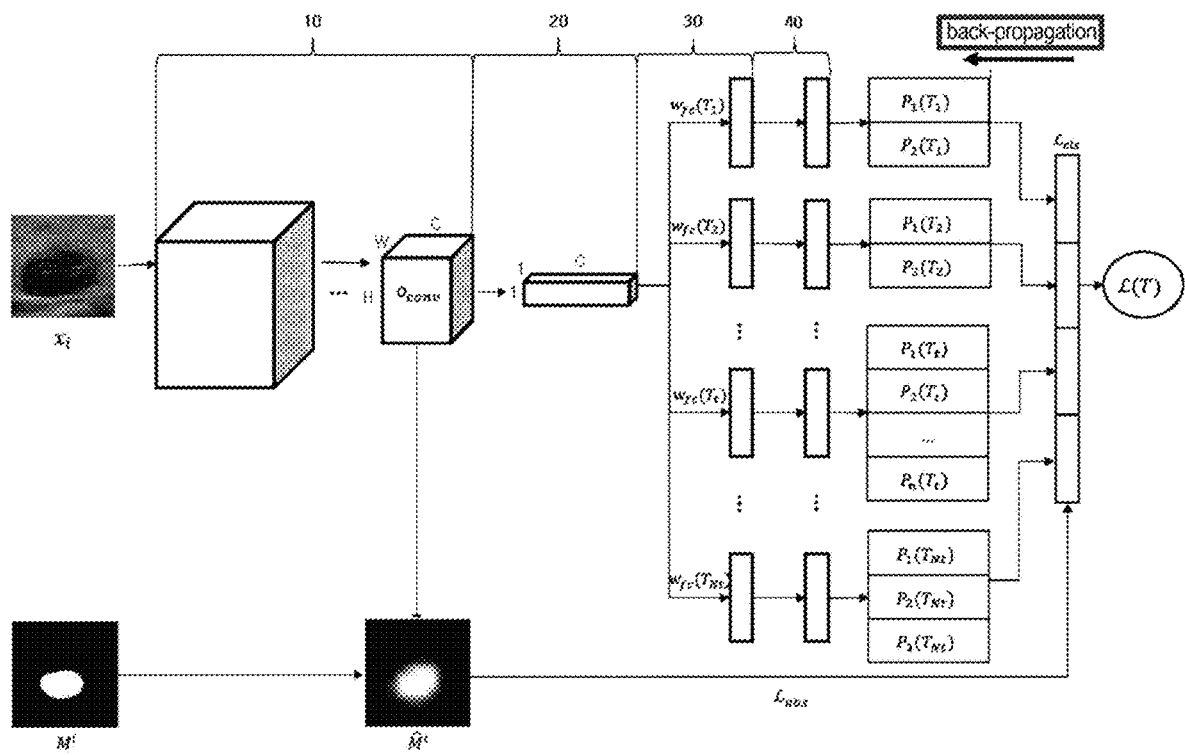 10
20
30
40
back-propagation
w_fc(T_1)
P_1(T_1)
P_2(T_1)
W
C
w_fc(T_2)
P_1(T_2)
P_2(T_2)
1
C
1
...
H
O_conv
ℒ(T)
x_i
⋮
⋮
P_1(T_t)
w_fc(T_t)
P_2(T_t)
...
P_n(T_t)
⋮
⋮
w_fc(T_Nt)
P_1(T_Nt)
P_2(T_Nt)
P_3(T_Nt)
M^i
M̂^i